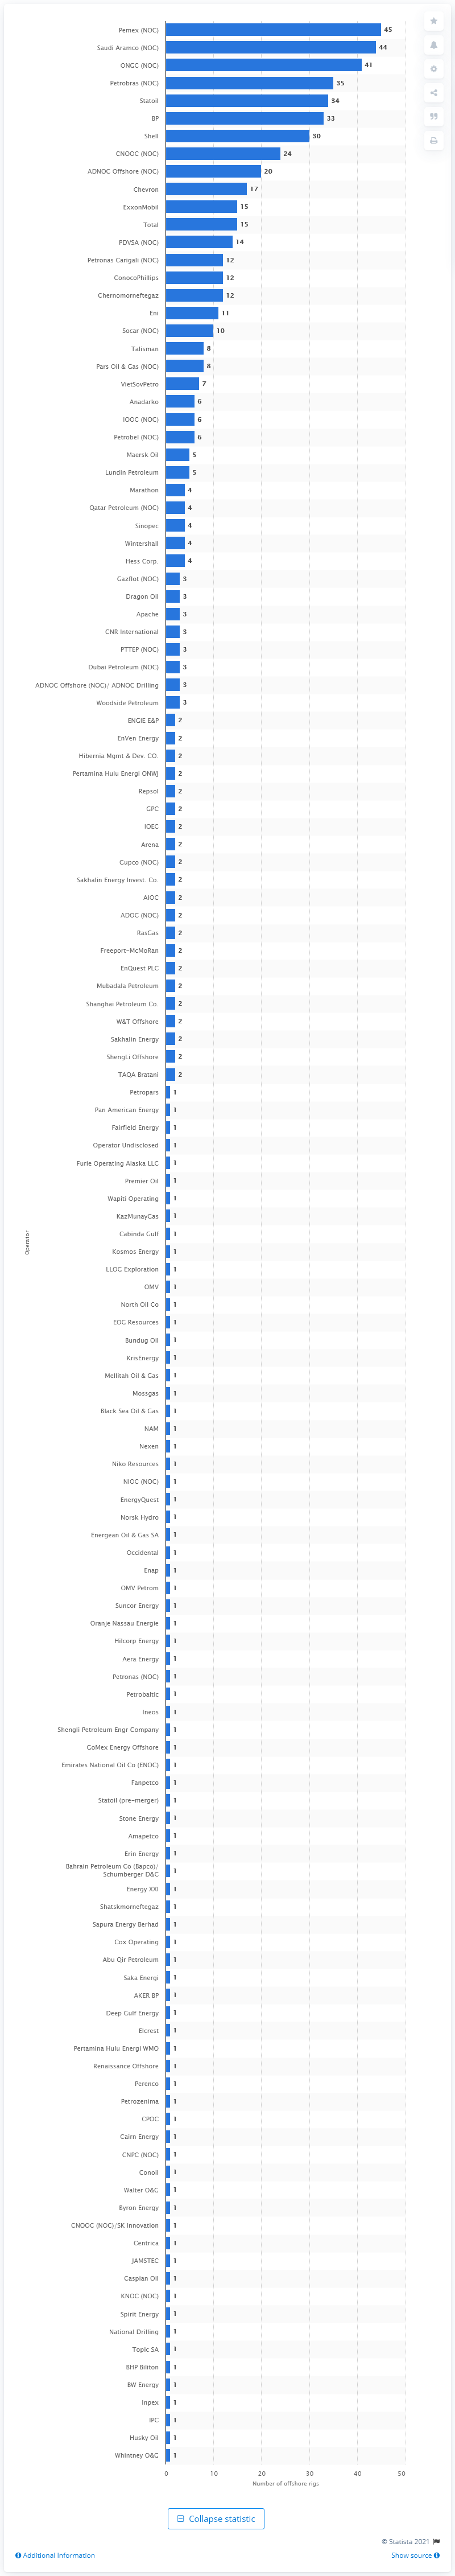 Pemex (NOC) 45
Saudi Aramco (NOC) 44
ONGC (NOC) 41
Petrobras (NOC) 35
Statoil 34
BP 33
Shell 30
CNOOC (NOC) 24
ADNOC Offshore (NOC) 20
Chevron 17
ExxonMobil 15
Total 15
PDVSA (NOC) 14
Petronas Carigali (NOC) 12
ConocoPhillips 12
Chernomorneftegaz 12
Eni 11
Socar (NOC) 10
Talisman 8
Pars Oil & Gas (NOC) 8
VietSovPetro 7
Anadarko 6
IOOC (NOC) 6
Petrobel (NOC) 6
Maersk Oil 5
Lundin Petroleum 5
Marathon 4
Qatar Petroleum (NOC) 4
Sinopec 4
Wintershall 4
Hess Corp. 4
Gazflot (NOC) 3
Dragon Oil 3
Apache 3
CNR International 3
PTTEP (NOC) 3
Dubai Petroleum (NOC) 3
ADNOC Offshore (NOC)/ ADNOC Drilling 3
Woodside Petroleum 3
ENGIE E&P 2
EnVen Energy 2
Hibernia Mgmt & Dev. CO. 2
Pertamina Hulu Energi ONWJ 2
Repsol 2
GPC 2
IOEC 2
Arena 2
Gupco (NOC) 2
Sakhalin Energy Invest. Co. 2
AIOC 2
ADOC (NOC) 2
RasGas 2
Freeport-McMoRan 2
EnQuest PLC 2
Mubadala Petroleum 2
Shanghai Petroleum Co. 2
W&T Offshore 2
Sakhalin Energy 2
ShengLi Offshore 2
TAQA Bratani 2
Petropars 1
Pan American Energy 1
Fairfield Energy 1
Operator Undisclosed 1
Furie Operating Alaska LLC 1
Premier Oil 1
Wapiti Operating 1
KazMunayGas 1
Cabinda Gulf 1
Kosmos Energy 1
LLOG Exploration 1
OMV 1
North Oil Co 1
EOG Resources 1
Bundug Oil 1
KrisEnergy 1
Mellitah Oil & Gas 1
Mossgas 1
Black Sea Oil & Gas 1
NAM 1
Nexen 1
Niko Resources 1
NIOC (NOC) 1
EnergyQuest 1
Norsk Hydro 1
Energean Oil & Gas SA 1
Occidental 1
Enap 1
OMV Petrom 1
Suncor Energy 1
Oranje Nassau Energie 1
Hilcorp Energy 1
Aera Energy 1
Petronas (NOC) 1
Petrobaltic 1
Ineos 1
Shengli Petroleum Engr Company 1
GoMex Energy Offshore 1
Emirates National Oil Co (ENOC) 1
Fanpetco 1
Statoil (pre-merger) 1
Stone Energy 1
Amapetco 1
Erin Energy 1
Bahrain Petroleum Co (Bapco)/
Schumberger D&C 1
Energy XXI 1
Shatskmorneftegaz 1
Sapura Energy Berhad 1
Cox Operating 1
Abu Qir Petroleum 1
Saka Energi 1
AKER BP 1
Deep Gulf Energy 1
Elcrest 1
Pertamina Hulu Energi WMO 1
Renaissance Offshore 1
Perenco 1
Petrozenima 1
CPOC 1
Cairn Energy 1
CNPC (NOC) 1
Conoil 1
Walter O&G 1
Byron Energy 1
CNOOC (NOC)/SK Innovation 1
Centrica 1
JAMSTEC 1
Caspian Oil 1
KNOC (NOC) 1
Spirit Energy 1
National Drilling 1
Topic SA 1
BHP Biliton 1
BW Energy 1
Inpex 1
IPC 1
Husky Oil 1
Whintney O&G 1
Operator
0 10 20 30 40 50
Number of offshore rigs
Collapse statistic
© Statista 2021
Additional Information
Show source